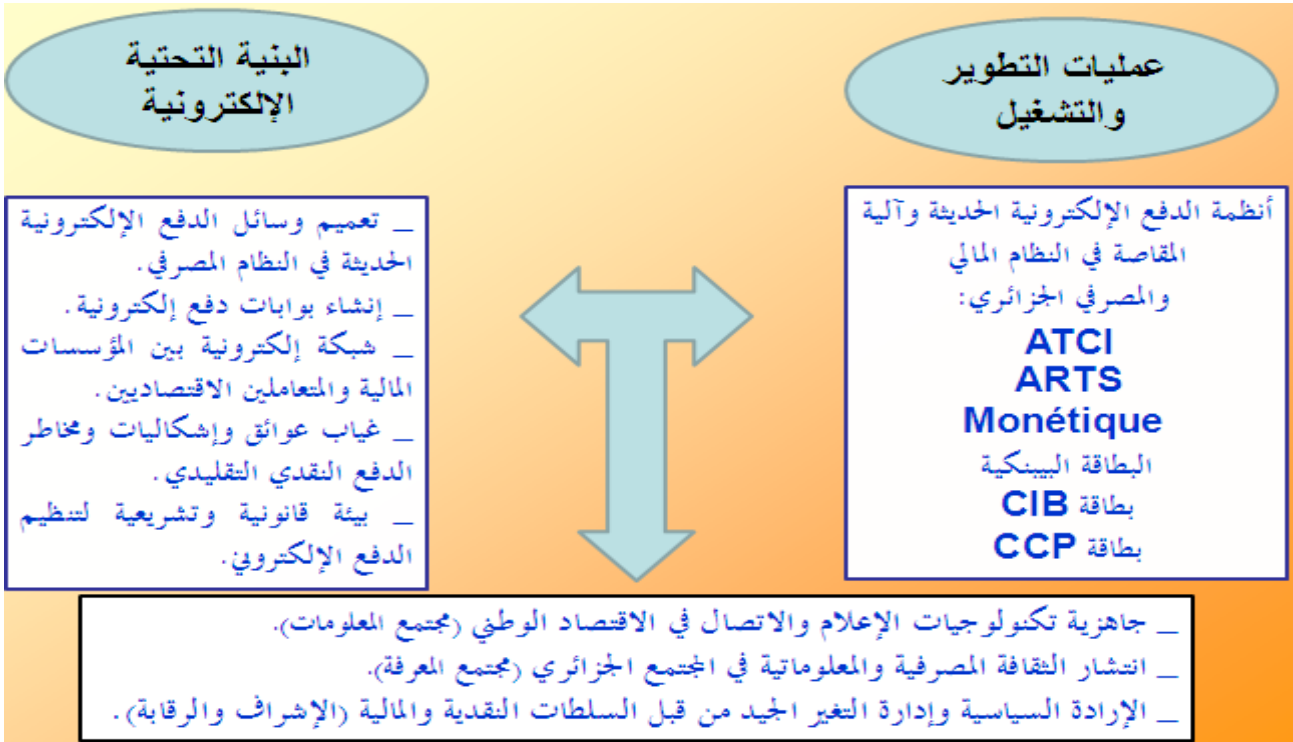 عمليات التطوير
والتشغيل
أنظمة الدفع الإلكترونية الحديثة وآلية
المقاصة في النظام المالي
والمصرفي الجزائري:
ATCI
ARTS
Monétique
البطاقة البيبنكية
بطاقة CIB
بطاقة CCP
البنية التحتية
الإلكترونية
_ تعميم وسائل الدفع الإلكترونية
الحديثة في النظام المصرفي.
_ إنشاء بوابات دفع إلكترونية.
_ شبكة إلكترونية بين المؤسسات
المالية والمتعاملين الاقتصاديين.
_ غياب عوائق وإشكاليات ومخاطر
الدفع النقدي التقليدي.
_ بيئة قانونية وتشريعية لتنظيم
الدفع الإلكتروني.
_ جاهزية تكنولوجيات الإعلام والاتصال في الاقتصاد الوطني (مجتمع المعلومات).
_ انتشار الثقافة المصرفية والمعلوماتية في المجتمع الجزائري (مجتمع المعرفة).
_ الإرادة السياسية وإدارة التغير الجيد من قبل السلطات النقدية والمالية (الإشراف والرقابة).